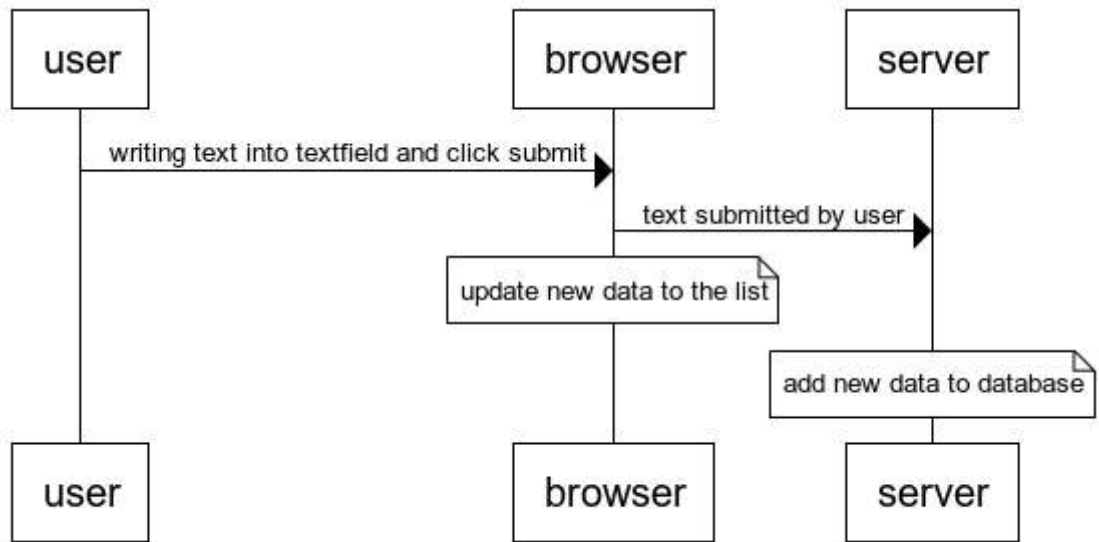 user
browser
server
writing text into textfield and click submit
text submitted by user
update new data to the list
add new data to database
user
browser
server